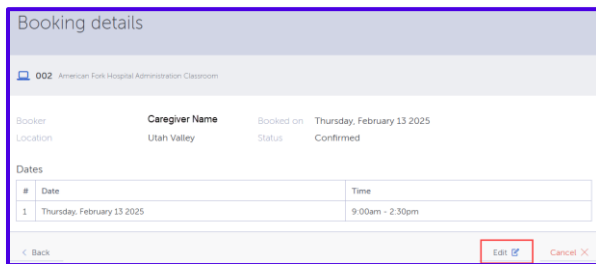 Booking details
002 American Fork Hospital Administration Classroom
Booker Caregiver Name Booked on Thursday, February 13 2025
Location Utah Valley Status Confirmed
Dates
# Date Time
1 Thursday, February 13 2025 9:00am - 2:30pm
< Back Edit Cancel ×